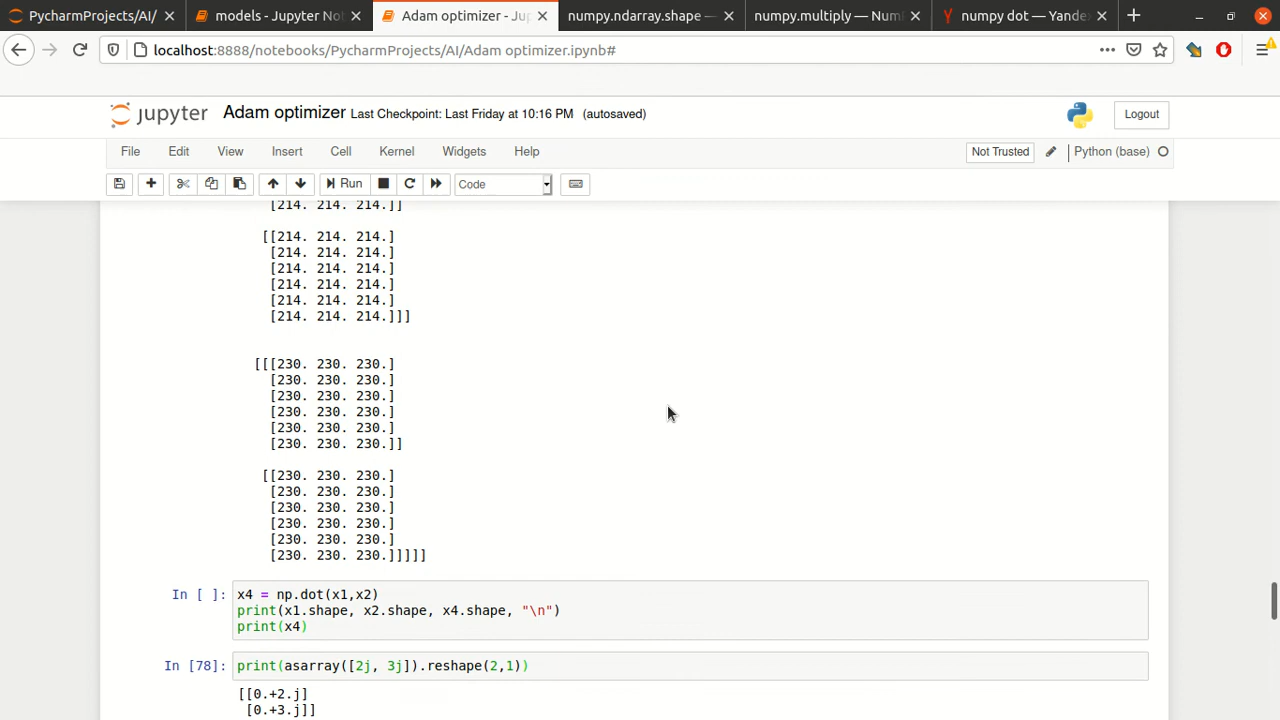 PycharmProjects/AI/
models - Jupyter Not
Adam optimizer - Jup
numpy.ndarray.shape —
numpy.multiply — Num
numpy dot — Yandex
localhost:8888/notebooks/PycharmProjects/AI/Adam optimizer.ipynb#
jupyter Adam optimizer Last Checkpoint: Last Friday at 10:16 PM (autosaved)
Logout
File Edit View Insert Cell Kernel Widgets Help
Not Trusted
Python (base)
Run
Code
[214. 214. 214.]]
[[214. 214. 214.]
[214. 214. 214.]
[214. 214. 214.]
[214. 214. 214.]
[214. 214. 214.]
[214. 214. 214.]]]
[[[230. 230. 230.]
[230. 230. 230.]
[230. 230. 230.]
[230. 230. 230.]
[230. 230. 230.]
[230. 230. 230.]]
[[230. 230. 230.]
[230. 230. 230.]
[230. 230. 230.]
[230. 230. 230.]
[230. 230. 230.]
[230. 230. 230.]]]]]
In [ ]: x4 = np.dot(x1,x2)
print(x1.shape, x2.shape, x4.shape, "\n")
print(x4)
In [78]: print(asarray([2j, 3j]).reshape(2,1))
[[0.+2.j]
[0.+3.j]]